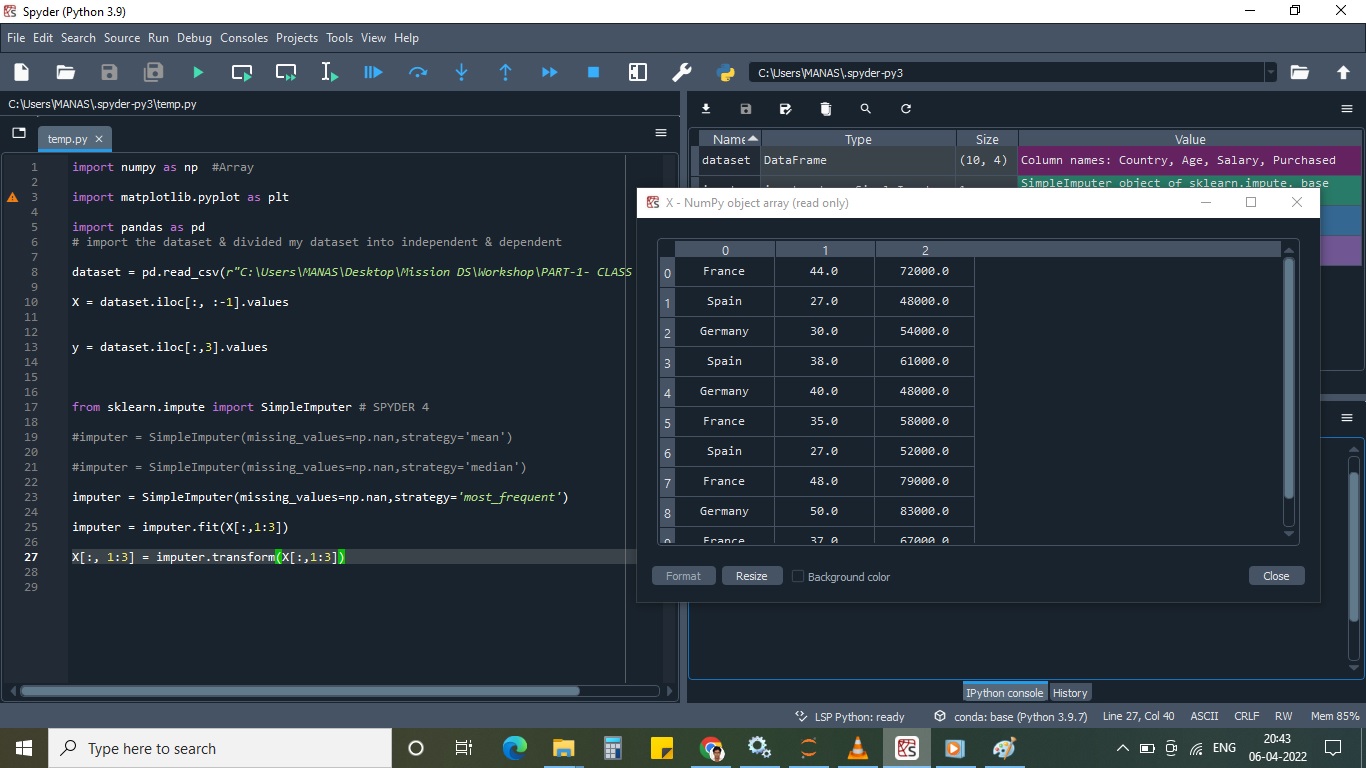 Spyder (Python 3.9)
File Edit Search Source Run Debug Consoles Projects Tools View Help
C:\Users\MANAS\.spyder-py3
C:\Users\MANAS\.spyder-py3\temp.py
temp.py
1 import numpy as np  #Array
2
3 import matplotlib.pyplot as plt
4
5 import pandas as pd
6 # import the dataset & divided my dataset into independent & dependent
7
8 dataset = pd.read_csv(r"C:\Users\MANAS\Desktop\Mission DS\Workshop\PART-1- CLASS
9
10 X = dataset.iloc[:, :-1].values
11
12
13 y = dataset.iloc[:,3].values
14
15
16
17 from sklearn.impute import SimpleImputer # SPYDER 4
18
19 #imputer = SimpleImputer(missing_values=np.nan,strategy='mean')
20
21 #imputer = SimpleImputer(missing_values=np.nan,strategy='median')
22
23 imputer = SimpleImputer(missing_values=np.nan,strategy='most_frequent')
24
25 imputer = imputer.fit(X[:,1:3])
26
27 X[:, 1:3] = imputer.transform(X[:,1:3])
28
29
Name Type Size Value
dataset DataFrame (10, 4) Column names: Country, Age, Salary, Purchased
SimpleImputer object of sklearn.impute._base
X - NumPy object array (read only)
0 1 2
0 France 44.0 72000.0
1 Spain 27.0 48000.0
2 Germany 30.0 54000.0
3 Spain 38.0 61000.0
4 Germany 40.0 48000.0
5 France 35.0 58000.0
6 Spain 27.0 52000.0
7 France 48.0 79000.0
8 Germany 50.0 83000.0
9 France 37.0 67000.0
Format Resize Background color Close
IPython console History
LSP Python: ready conda: base (Python 3.9.7) Line 27, Col 40 ASCII CRLF RW Mem 85%
Type here to search
ENG
20:43
06-04-2022